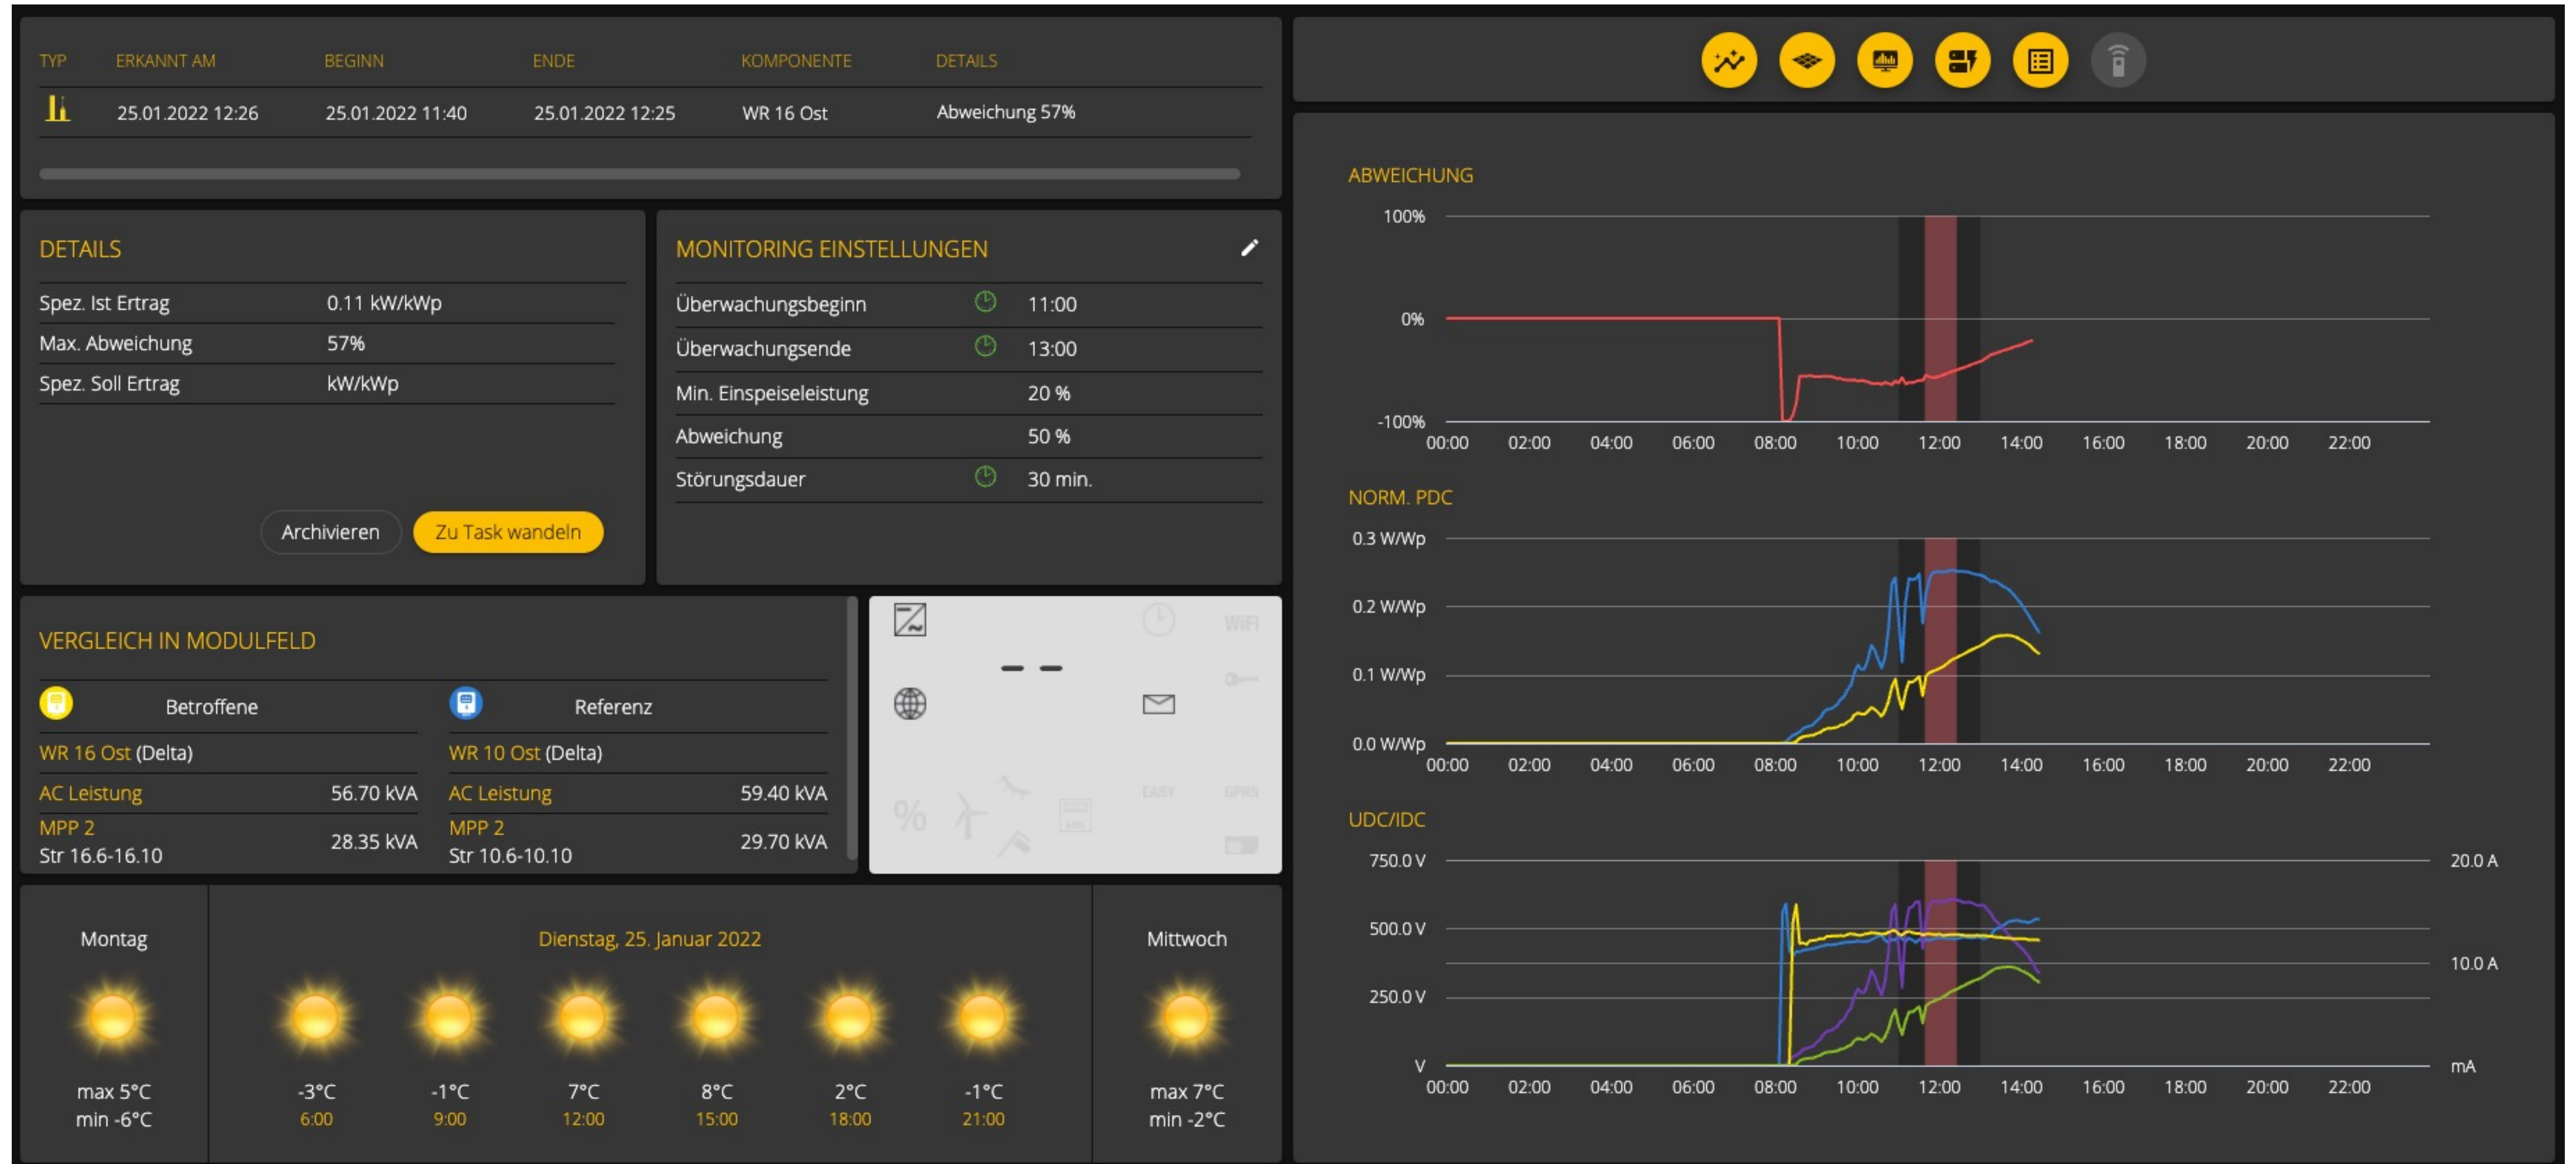 TYP ERKANNT AM BEGINN ENDE KOMPONENTE DETAILS
25.01.2022 12:26 25.01.2022 11:40 25.01.2022 12:25 WR 16 Ost Abweichung 57%
DETAILS
Spez. Ist Ertrag 0.11 kW/kWp
Max. Abweichung 57%
Spez. Soll Ertrag kW/kWp
Archivieren Zu Task wandeln
MONITORING EINSTELLUNGEN
Überwachungsbeginn 11:00
Überwachungsende 13:00
Min. Einspeiseleistung 20 %
Abweichung 50 %
Störungsdauer 30 min.
VERGLEICH IN MODULFELD
Betroffene Referenz
WR 16 Ost (Delta) WR 10 Ost (Delta)
AC Leistung 56.70 kVA AC Leistung 59.40 kVA
MPP 2 28.35 kVA MPP 2 29.70 kVA
Str 16.6-16.10 Str 10.6-10.10
WiFi
– –
% EASY GPRS
Montag Dienstag, 25. Januar 2022 Mittwoch
max 5°C -3°C -1°C 7°C 8°C 2°C -1°C max 7°C
min -6°C 6:00 9:00 12:00 15:00 18:00 21:00 min -2°C
ABWEICHUNG
100%
0%
-100%
00:00 02:00 04:00 06:00 08:00 10:00 12:00 14:00 16:00 18:00 20:00 22:00
NORM. PDC
0.3 W/Wp
0.2 W/Wp
0.1 W/Wp
0.0 W/Wp
00:00 02:00 04:00 06:00 08:00 10:00 12:00 14:00 16:00 18:00 20:00 22:00
UDC/IDC
750.0 V 20.0 A
500.0 V
10.0 A
250.0 V
V mA
00:00 02:00 04:00 06:00 08:00 10:00 12:00 14:00 16:00 18:00 20:00 22:00